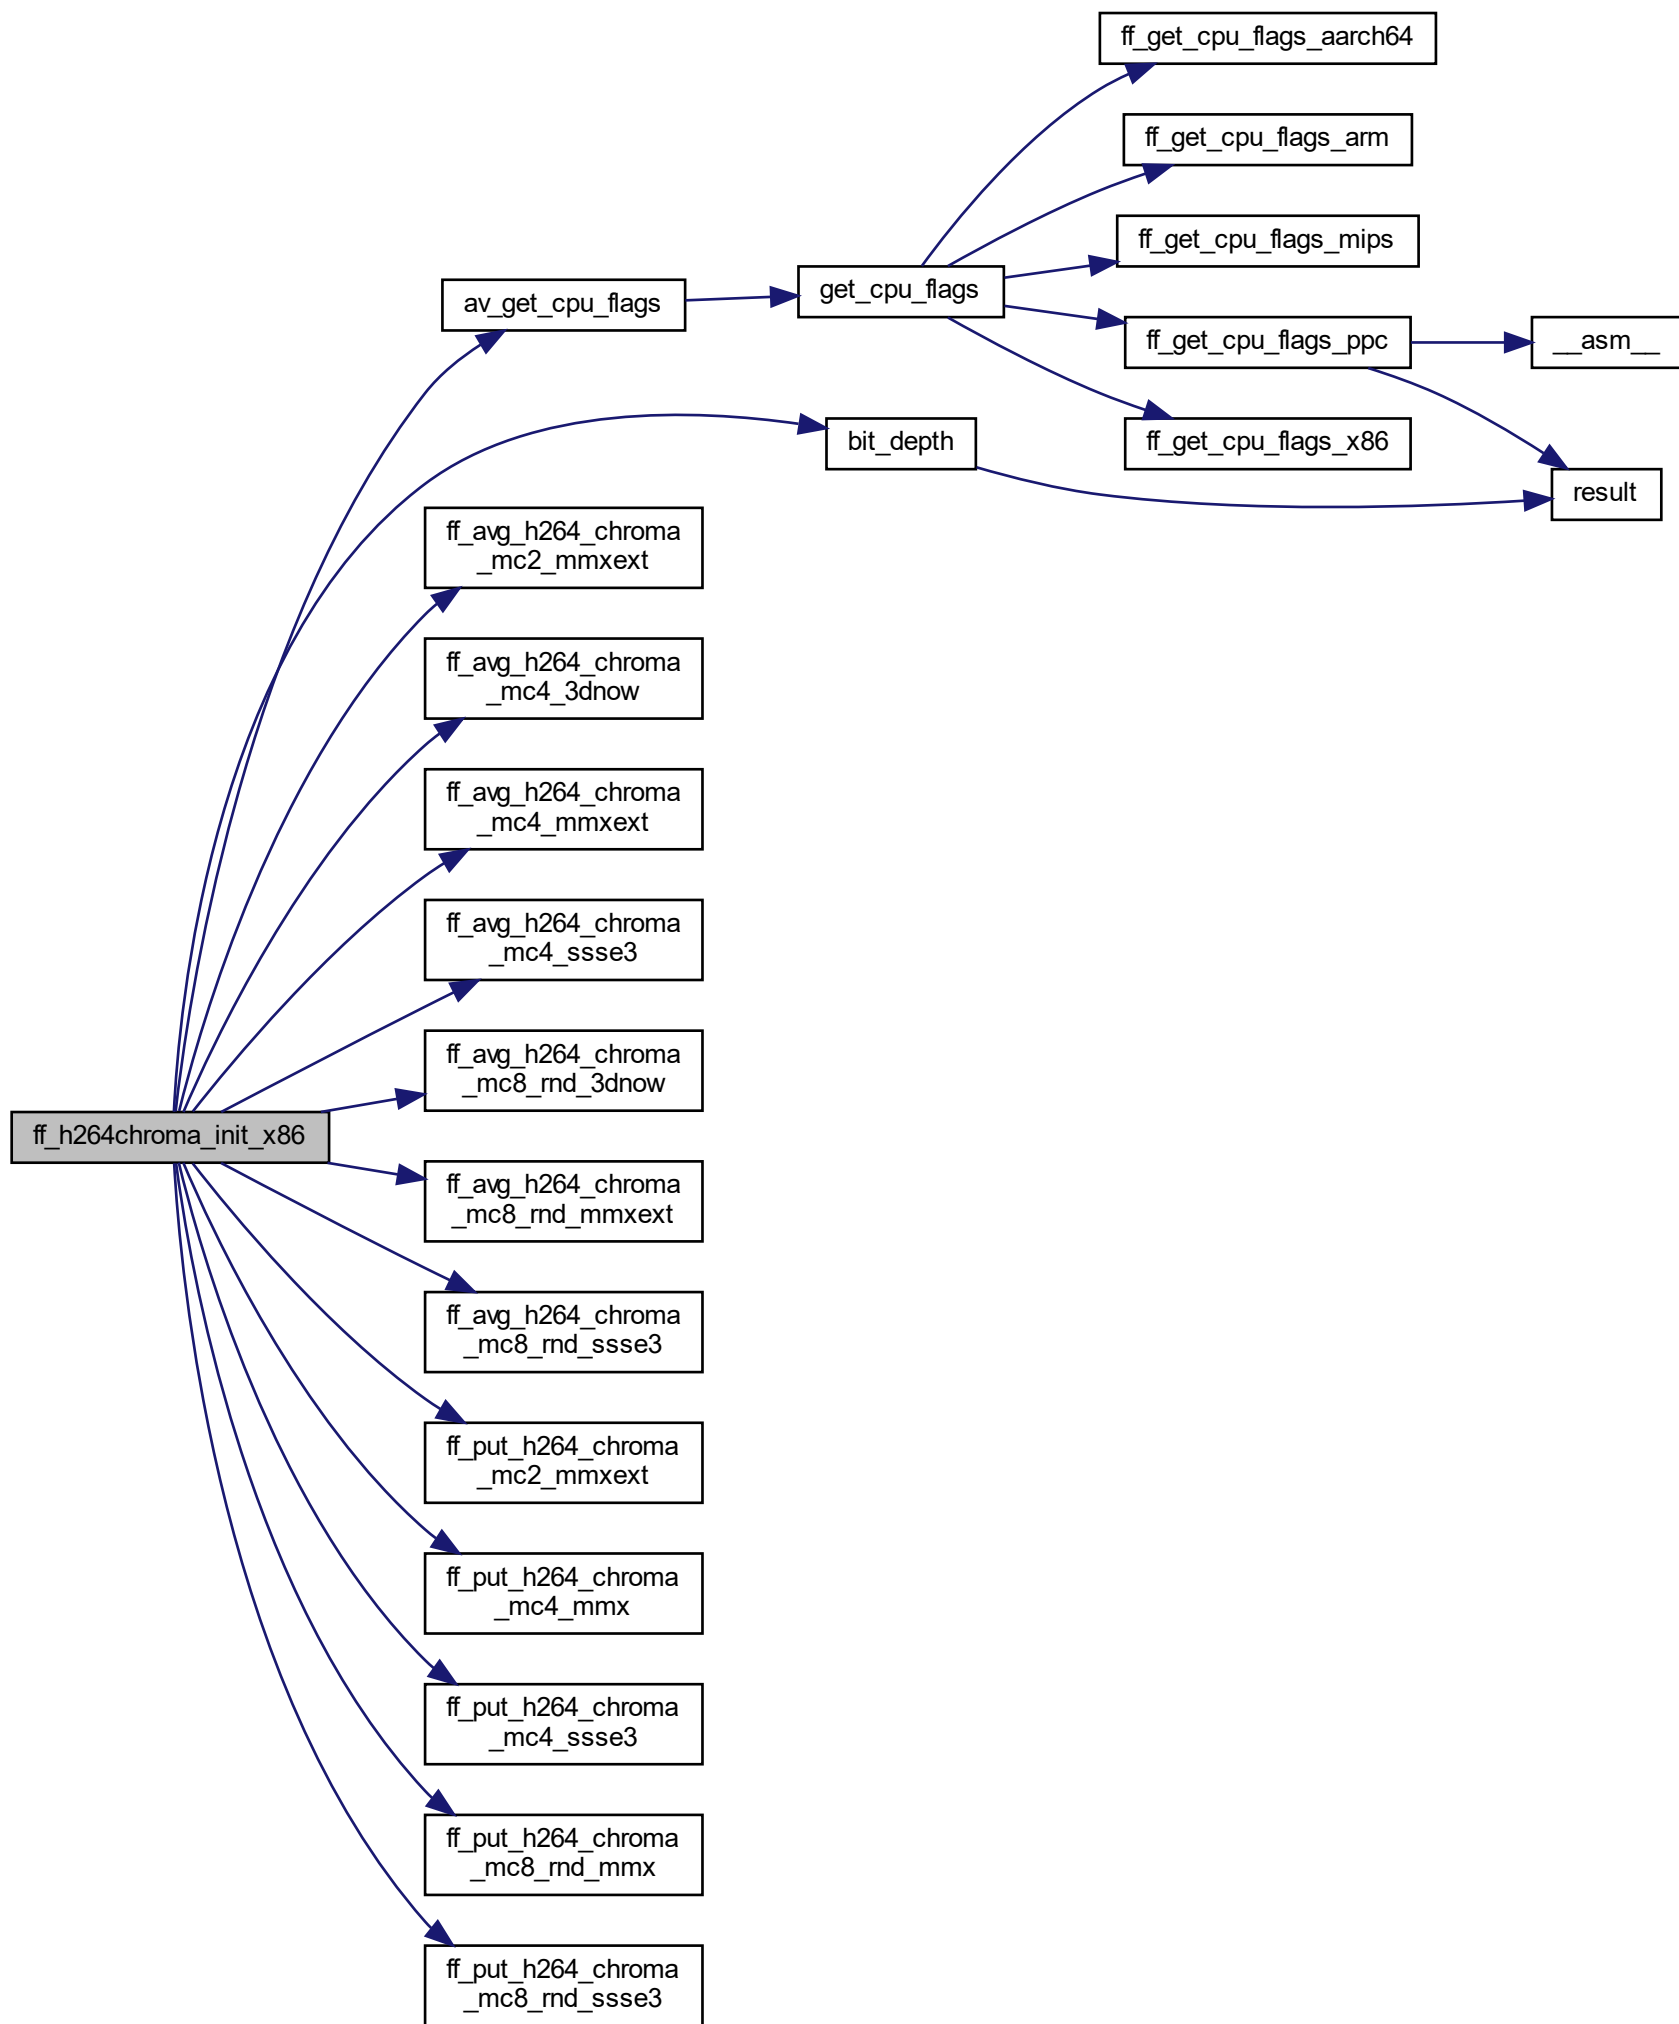 ff_get_cpu_flags_aarch64
ff_get_cpu_flags_arm
ff_get_cpu_flags_mips
av_get_cpu_flags
get_cpu_flags
ff_get_cpu_flags_ppc
__asm__
bit_depth
ff_get_cpu_flags_x86
result
ff_avg_h264_chroma
_mc2_mmxext
ff_avg_h264_chroma
_mc4_3dnow
ff_avg_h264_chroma
_mc4_mmxext
ff_avg_h264_chroma
_mc4_ssse3
ff_avg_h264_chroma
_mc8_rnd_3dnow
ff_h264chroma_init_x86
ff_avg_h264_chroma
_mc8_rnd_mmxext
ff_avg_h264_chroma
_mc8_rnd_ssse3
ff_put_h264_chroma
_mc2_mmxext
ff_put_h264_chroma
_mc4_mmx
ff_put_h264_chroma
_mc4_ssse3
ff_put_h264_chroma
_mc8_rnd_mmx
ff_put_h264_chroma
_mc8_rnd_ssse3